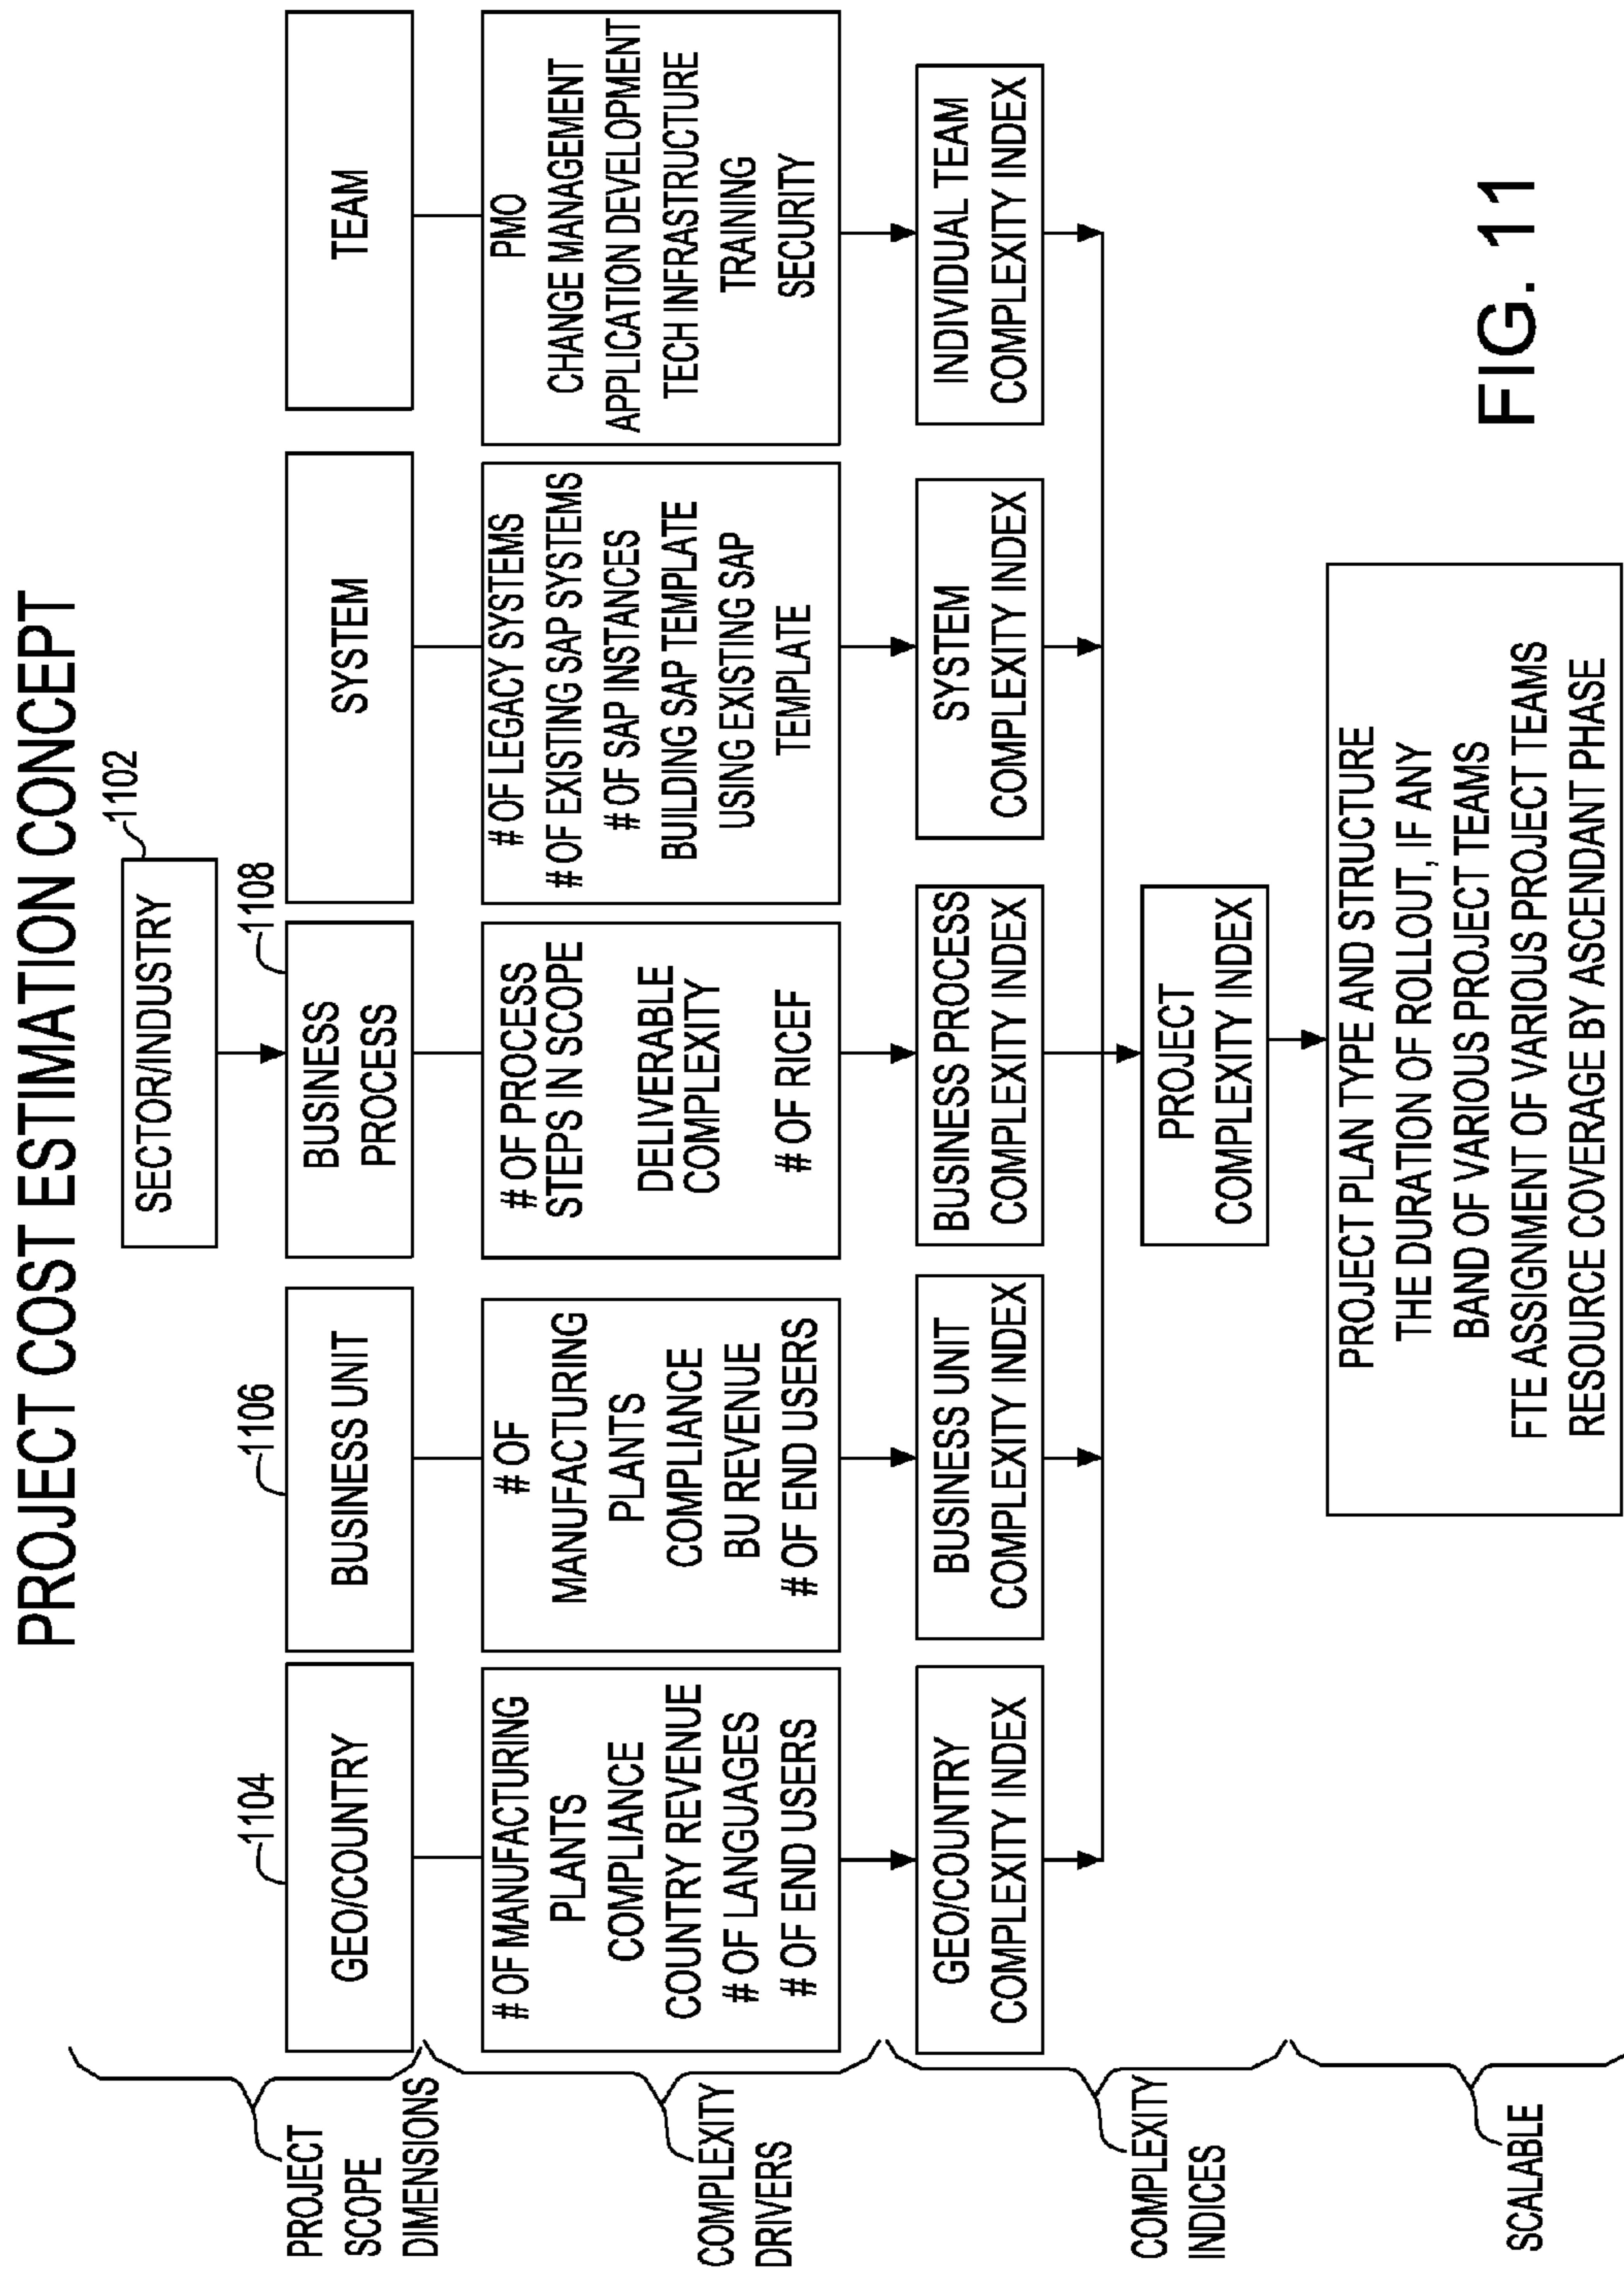 PROJECT COST ESTIMATION CONCEPT
1102
SECTOR/INDUSTRY
PROJECT
SCOPE
DIMENSIONS
1104
GEO/COUNTRY
1106
BUSINESS UNIT
1108
BUSINESS
PROCESS
SYSTEM
TEAM
COMPLEXITY
DRIVERS
# OF MANUFACTURING
PLANTS
COMPLIANCE
COUNTRY REVENUE
# OF LANGUAGES
# OF END USERS
# OF
MANUFACTURING
PLANTS
COMPLIANCE
BU REVENUE
# OF END USERS
# OF PROCESS
STEPS IN SCOPE
DELIVERABLE
COMPLEXITY
# OF RICEF
# OF LEGACY SYSTEMS
# OF EXISTING SAP SYSTEMS
# OF SAP INSTANCES
BUILDING SAP TEMPLATE
USING EXISTING SAP
TEMPLATE
PMO
CHANGE MANAGEMENT
APPLICATION DEVELOPMENT
TECH INFRASTRUCTURE
TRAINING
SECURITY
COMPLEXITY
INDICES
GEO/COUNTRY
COMPLEXITY INDEX
BUSINESS UNIT
COMPLEXITY INDEX
BUSINESS PROCESS
COMPLEXITY INDEX
SYSTEM
COMPLEXITY INDEX
INDIVIDUAL TEAM
COMPLEXITY INDEX
PROJECT
COMPLEXITY INDEX
SCALABLE
PROJECT PLAN TYPE AND STRUCTURE
THE DURATION OF ROLLOUT, IF ANY
BAND OF VARIOUS PROJECT TEAMS
FTE ASSIGNMENT OF VARIOUS PROJECT TEAMS
RESOURCE COVERAGE BY ASCENDANT PHASE
FIG. 11